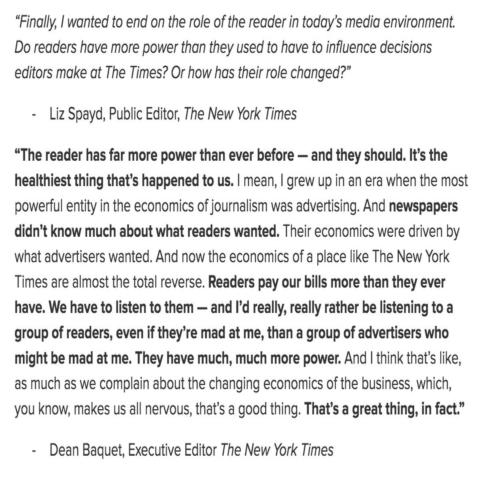 “Finally, I wanted to end on the role of the reader in today’s media environment.
Do readers have more power than they used to have to influence decisions
editors make at The Times? Or how has their role changed?”
- Liz Spayd, Public Editor, The New York Times
“The reader has far more power than ever before — and they should. It’s the
healthiest thing that’s happened to us. I mean, I grew up in an era when the most
powerful entity in the economics of journalism was advertising. And newspapers
didn’t know much about what readers wanted. Their economics were driven by
what advertisers wanted. And now the economics of a place like The New York
Times are almost the total reverse. Readers pay our bills more than they ever
have. We have to listen to them — and I’d really, really rather be listening to a
group of readers, even if they’re mad at me, than a group of advertisers who
might be mad at me. They have much, much more power. And I think that’s like,
as much as we complain about the changing economics of the business, which,
you know, makes us all nervous, that’s a good thing. That’s a great thing, in fact.”
- Dean Baquet, Executive Editor The New York Times